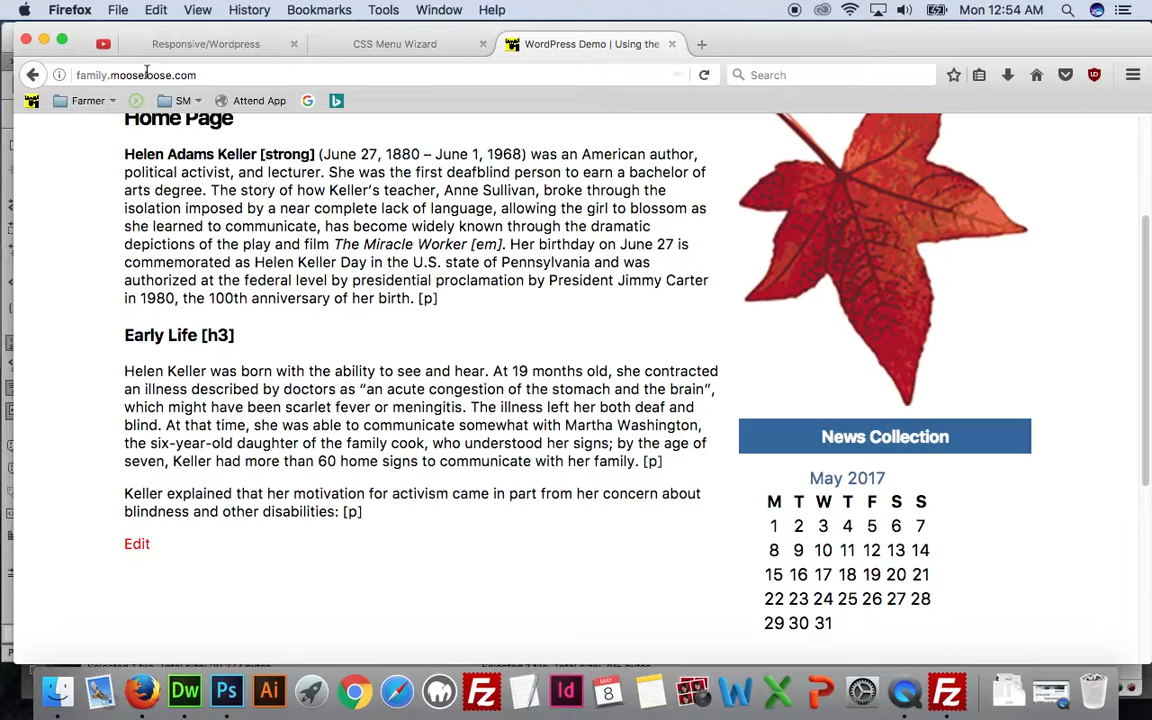 Firefox File Edit View History Bookmarks Tools Window Help Mon 12:54 AM
Responsive/Wordpress CSS Menu Wizard WordPress Demo | Using the
family.mooseloose.com Search
Farmer SM Attend App
Home Page
Helen Adams Keller [strong] (June 27, 1880 – June 1, 1968) was an American author,
political activist, and lecturer. She was the first deafblind person to earn a bachelor of
arts degree. The story of how Keller’s teacher, Anne Sullivan, broke through the
isolation imposed by a near complete lack of language, allowing the girl to blossom as
she learned to communicate, has become widely known through the dramatic
depictions of the play and film The Miracle Worker [em]. Her birthday on June 27 is
commemorated as Helen Keller Day in the U.S. state of Pennsylvania and was
authorized at the federal level by presidential proclamation by President Jimmy Carter
in 1980, the 100th anniversary of her birth. [p]
Early Life [h3]
Helen Keller was born with the ability to see and hear. At 19 months old, she contracted
an illness described by doctors as “an acute congestion of the stomach and the brain”,
which might have been scarlet fever or meningitis. The illness left her both deaf and
blind. At that time, she was able to communicate somewhat with Martha Washington,
the six-year-old daughter of the family cook, who understood her signs; by the age of
seven, Keller had more than 60 home signs to communicate with her family. [p]
Keller explained that her motivation for activism came in part from her concern about
blindness and other disabilities: [p]
Edit
News Collection
May 2017
M T W T F S S
1 2 3 4 5 6 7
8 9 10 11 12 13 14
15 16 17 18 19 20 21
22 23 24 25 26 27 28
29 30 31
Dw Ps Ai Fz Id MAY 8 W X P Fz